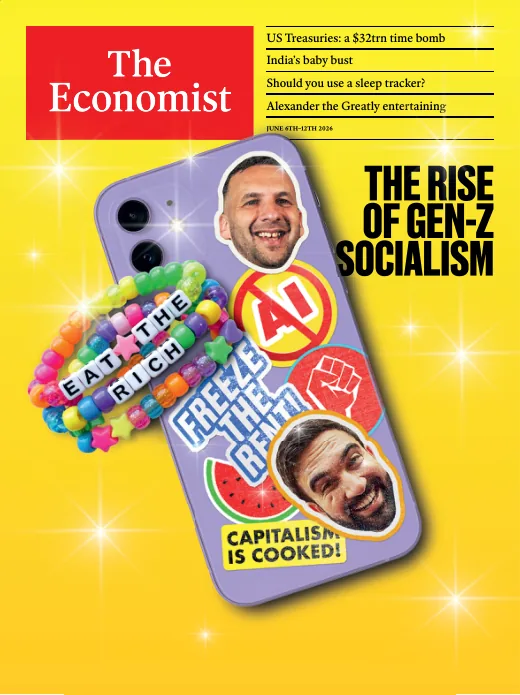 The
Economist
US Treasuries: a $32trn time bomb
India's baby bust
Should you use a sleep tracker?
Alexander the Greatly entertaining
JUNE 6TH–12TH 2026
THE RISE
OF GEN-Z
SOCIALISM
AI
EAT THE
RICH
FREEZE
THE
RENT!
CAPITALISM
IS COOKED!